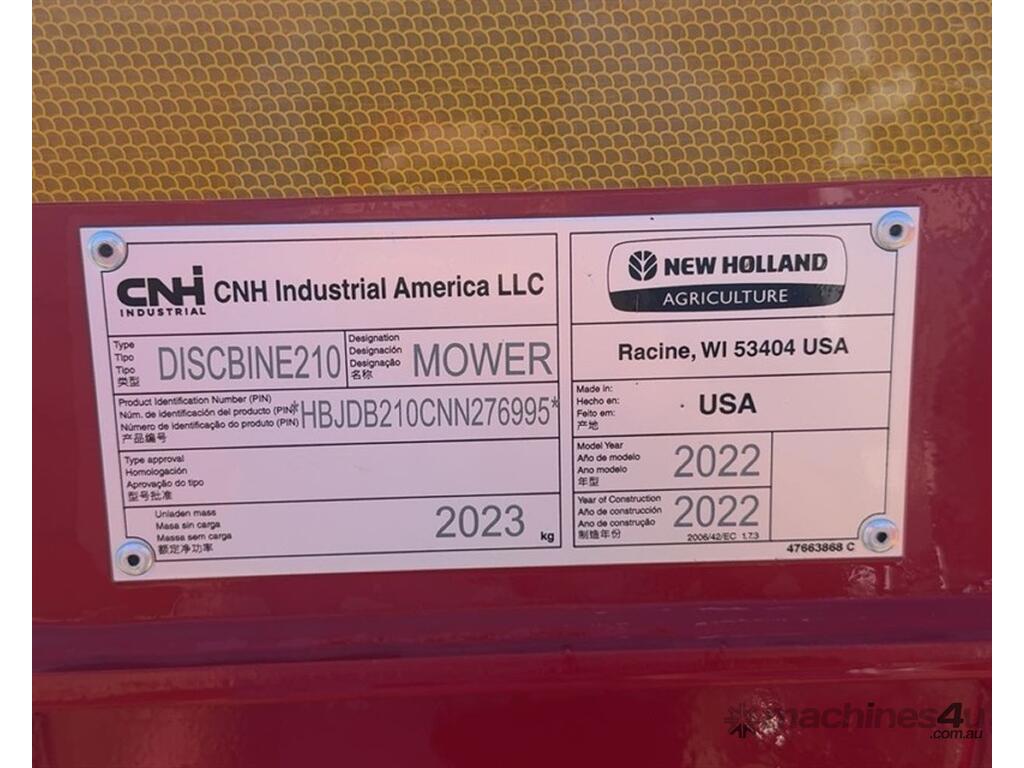 CNH
INDUSTRIAL
CNH Industrial America LLC
Type
Tipo
Tipo
类型
DISCBINE210
Designation
Designación
Designação
名称
MOWER
Product Identification Number (PIN)
Núm. de identificación del producto (PIN)
Número de identificação do produto (PIN)
产品编号
*HBJDB210CNN276995*
Type approval
Homologación
Aprovação do tipo
型号批准
Unladen mass
Masa sin carga
Massa sem carga
额定净功率
2023 kg
NEW HOLLAND
AGRICULTURE
Racine, WI 53404 USA
Made in:
Hecho en:
Feito em:
产地
USA
Model Year
Año de modelo
Ano modelo
年型
2022
Year of Construction
Año de construcción
Ano de construção
制造年份
2022
2006/42/EC 1.7.3
47663868 C
machines4u
.com.au